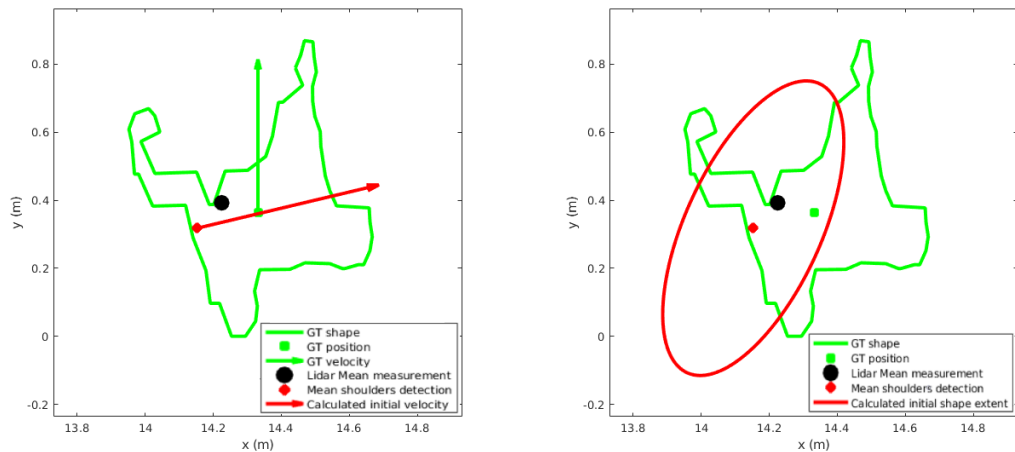 0.8
0.6
0.4
0.2
0
-0.2
y (m)
13.8 14 14.2 14.4 14.6 14.8
x (m)
GT shape
GT position
GT velocity
Lidar Mean measurement
Mean shoulders detection
Calculated initial velocity
0.8
0.6
0.4
0.2
0
-0.2
y (m)
13.8 14 14.2 14.4 14.6 14.8
x (m)
GT shape
GT position
Lidar Mean measurement
Mean shoulders detection
Calculated initial shape extent